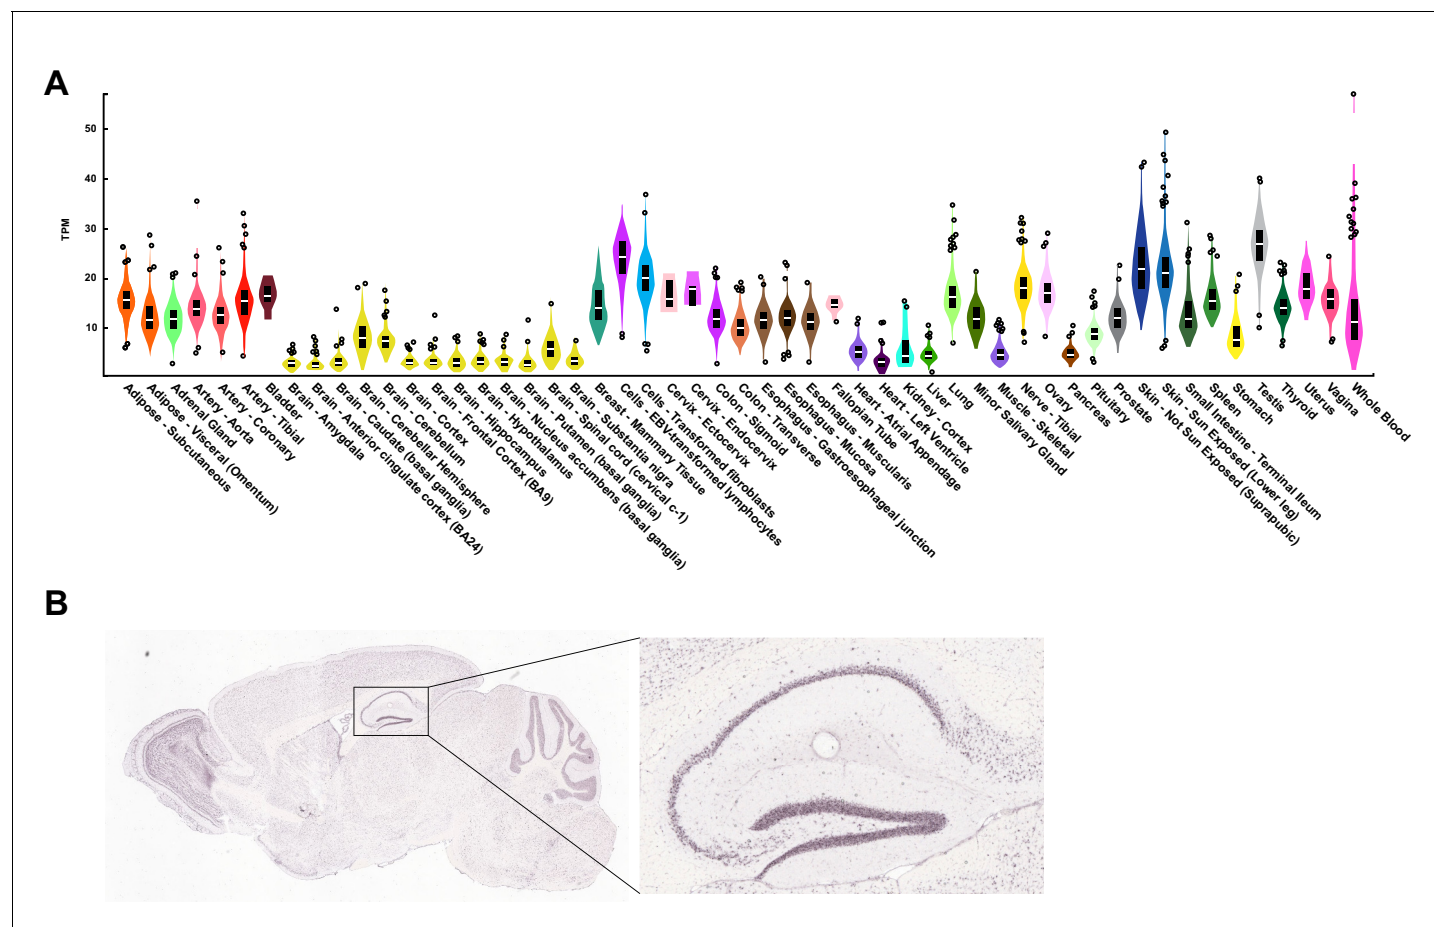 A
TPM
50
40
30
20
10
Adipose - Subcutaneous
Adipose - Visceral (Omentum)
Adrenal Gland
Artery - Aorta
Artery - Coronary
Artery - Tibial
Bladder
Brain - Amygdala
Brain - Anterior cingulate cortex (BA24)
Brain - Caudate (basal ganglia)
Brain - Cerebellar Hemisphere
Brain - Cerebellum
Brain - Cortex
Brain - Frontal Cortex (BA9)
Brain - Hippocampus
Brain - Hypothalamus
Brain - Nucleus accumbens (basal ganglia)
Brain - Putamen (basal ganglia)
Brain - Spinal cord (cervical c-1)
Brain - Substantia nigra
Breast - Mammary Tissue
Cells - EBV-transformed lymphocytes
Cells - Transformed fibroblasts
Cervix - Ectocervix
Cervix - Endocervix
Colon - Sigmoid
Colon - Transverse
Esophagus - Gastroesophageal junction
Esophagus - Mucosa
Esophagus - Muscularis
Fallopian Tube
Heart - Atrial Appendage
Heart - Left Ventricle
Kidney - Cortex
Liver
Lung
Minor Salivary Gland
Muscle - Skeletal
Nerve - Tibial
Ovary
Pancreas
Pituitary
Prostate
Skin - Not Sun Exposed (Suprapubic)
Skin - Sun Exposed (Lower leg)
Small Intestine - Terminal Ileum
Spleen
Stomach
Testis
Thyroid
Uterus
Vagina
Whole Blood
B